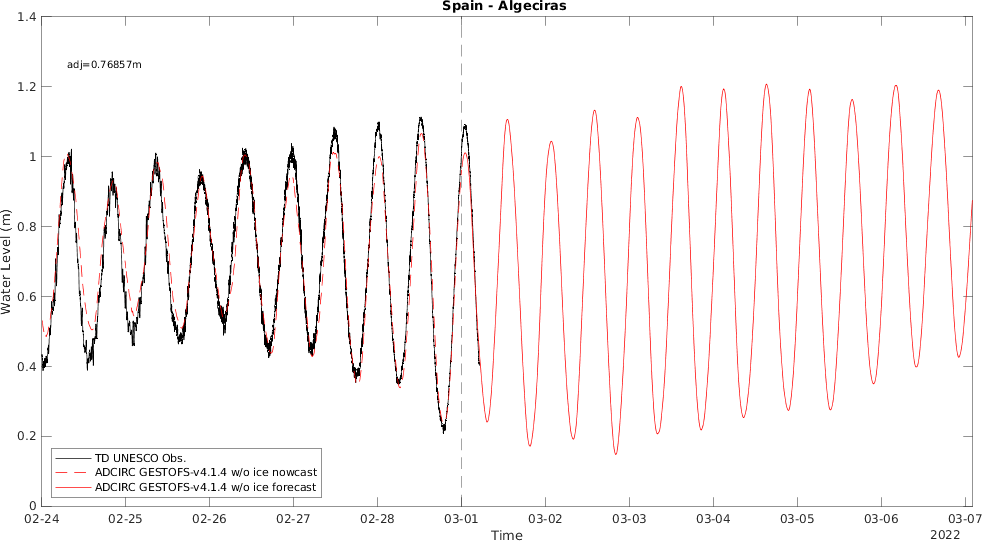 Spain - Algeciras
1.4
adj=0.76857m
1.2
1
0.8
Water Level (m)
0.6
0.4
0.2
0
TD UNESCO Obs.
ADCIRC GESTOFS-v4.1.4 w/o ice nowcast
ADCIRC GESTOFS-v4.1.4 w/o ice forecast
02-24 02-25 02-26 02-27 02-28 03-01 03-02 03-03 03-04 03-05 03-06 03-07
Time
2022